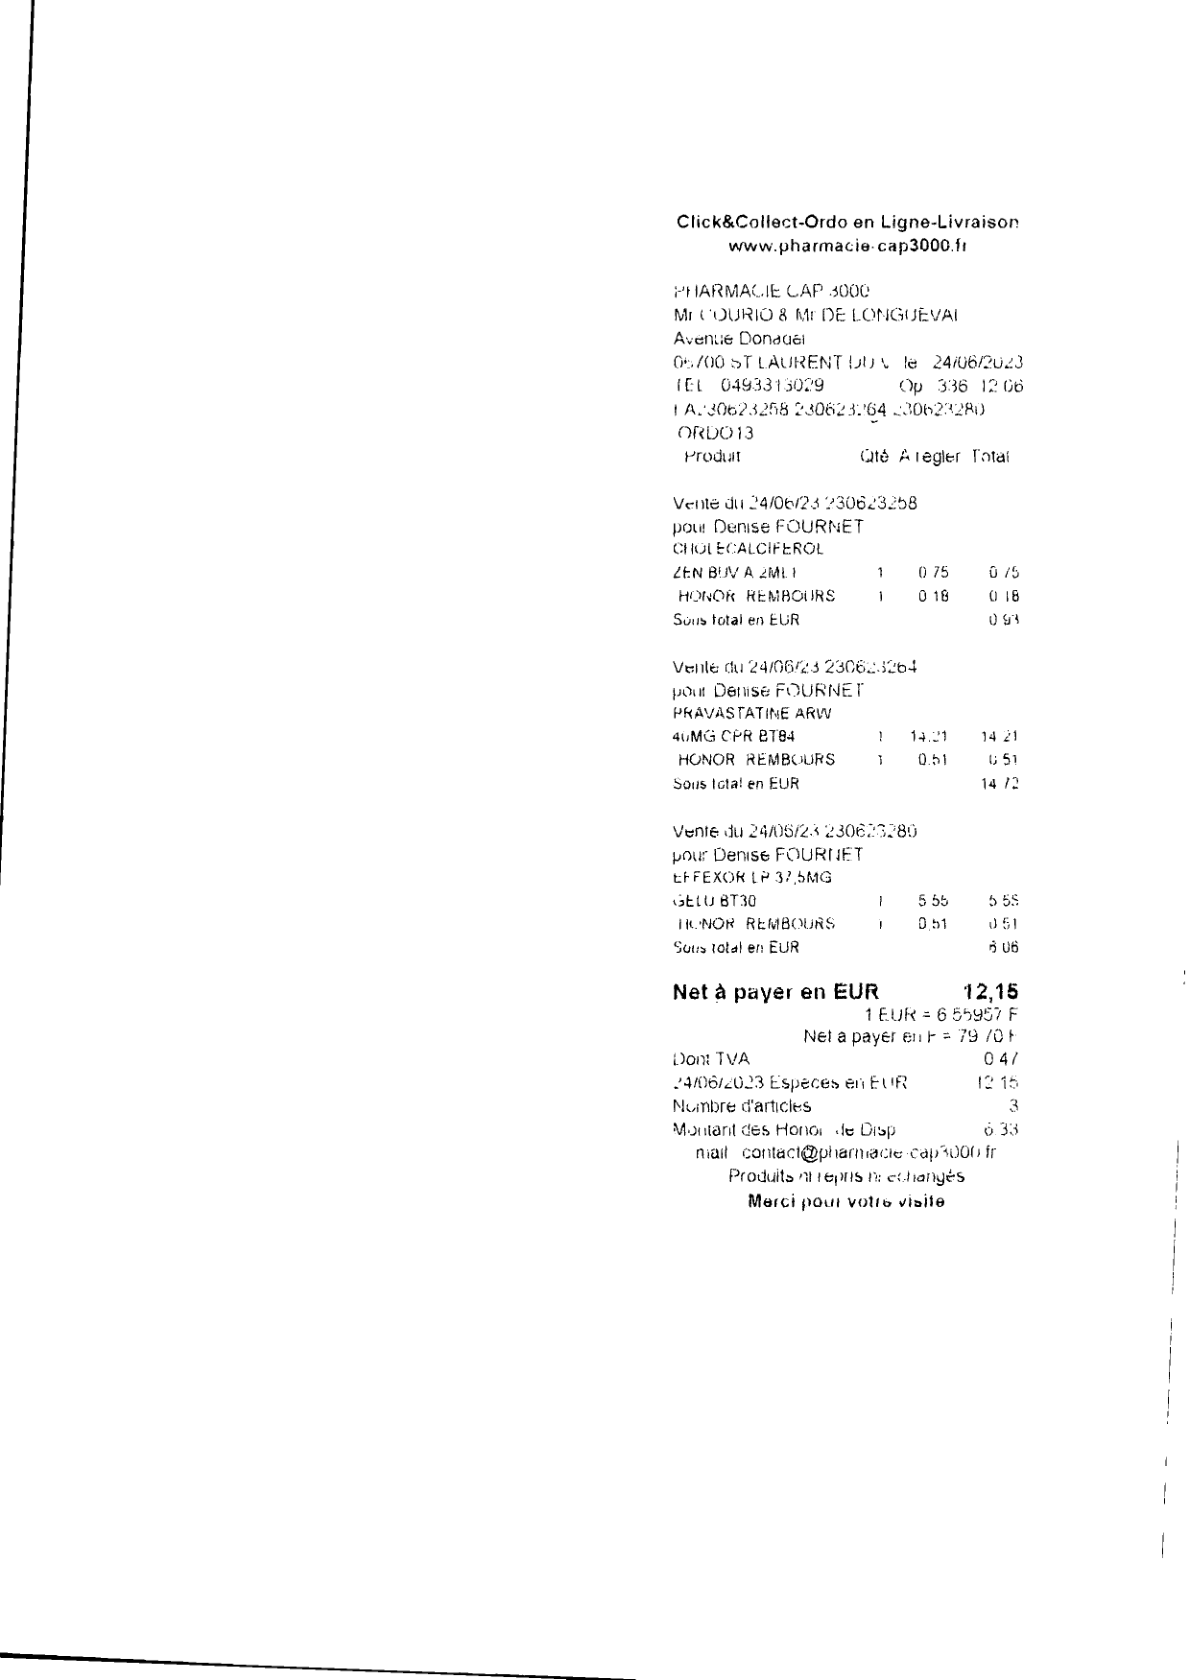 Click&Collect-Ordo en Ligne-Livraison
www.pharmacie-cap3000.fr
PHARMACIE CAP 3000
Mr COURIO & Mr DE LONGUEVAL
Avenue Donadei
06700 ST LAURENT DU V le 24/06/2023
TEL 0493313029 Op 336 12:06
FA230623258 230623264 230623280
ORDO13
Produit Qté A régler Total
Vente du 24/06/23 230623258
pour Denise FOURNET
CHOLECALCIFEROL
ZEN BUV A 2ML1 1 0.75 0.75
HONOR REMBOURS 1 0.18 0.18
Sous total en EUR 0.93
Vente du 24/06/23 230623264
pour Denise FOURNET
PRAVASTATINE ARW
40MG CPR BT84 1 14.21 14.21
HONOR REMBOURS 1 0.51 0.51
Sous total en EUR 14.72
Vente du 24/06/23 230623280
pour Denise FOURNET
EFFEXOR LP 37,5MG
GELU BT30 1 5.55 5.55
HONOR REMBOURS 1 0.51 0.51
Sous total en EUR 6.06
Net à payer en EUR 12,15
1 EUR = 6.55957 F
Net à payer en F = 79.70 F
Dont TVA 0.47
24/06/2023 Espèces en EUR 12.15
Nombre d'articles 3
Montant des Honor de Disp
mail contact@pharmacie-cap3000.fr
Produits ni repris ni échangés
Merci pour votre visite